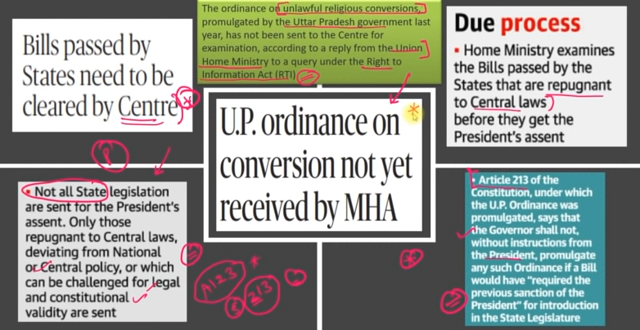 Bills passed by
States need to be
cleared by Centre
The ordinance on unlawful religious conversions,
promulgated by the Uttar Pradesh government last
year, has not been sent to the Centre for
examination, according to a reply from the Union
Home Ministry to a query under the Right to
Information Act (RTI)
Due process
• Home Ministry examines
the Bills passed by the
States that are repugnant
to Central laws
before they get the
President's assent
U.P. ordinance on
conversion not yet
received by MHA
• Not all State legislation
are sent for the President's
assent. Only those
repugnant to Central laws,
deviating from National
or Central policy, or which
can be challenged for legal
and constitutional
validity are sent
A123
213
• Article 213 of the
Constitution, under which
the U.P. Ordinance was
promulgated, says that
the Governor shall not,
without instructions from
the President, promulgate
any such Ordinance if a Bill
would have "required the
previous sanction of the
President" for introduction
in the State Legislature